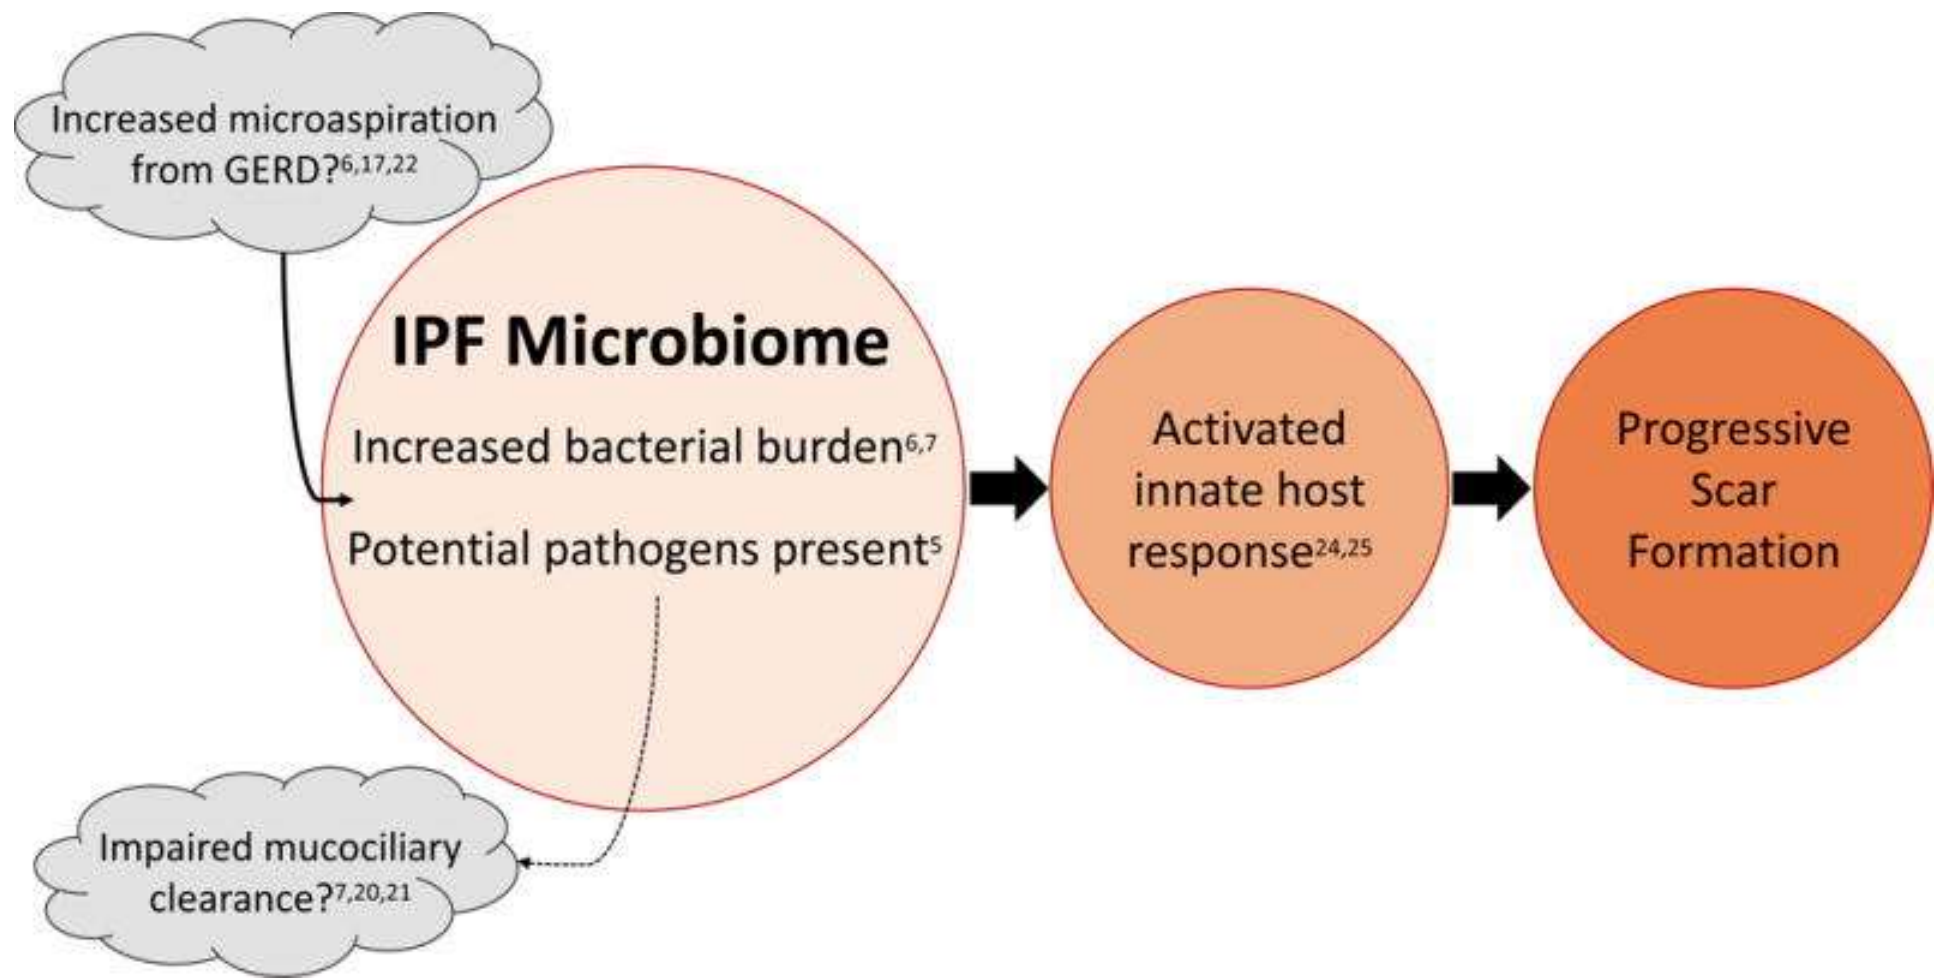 Increased microaspiration
from GERD?6,17,22
IPF Microbiome
Increased bacterial burden6,7
Potential pathogens present5
Impaired mucociliary
clearance?7,20,21
Activated
innate host
response24,25
Progressive
Scar
Formation